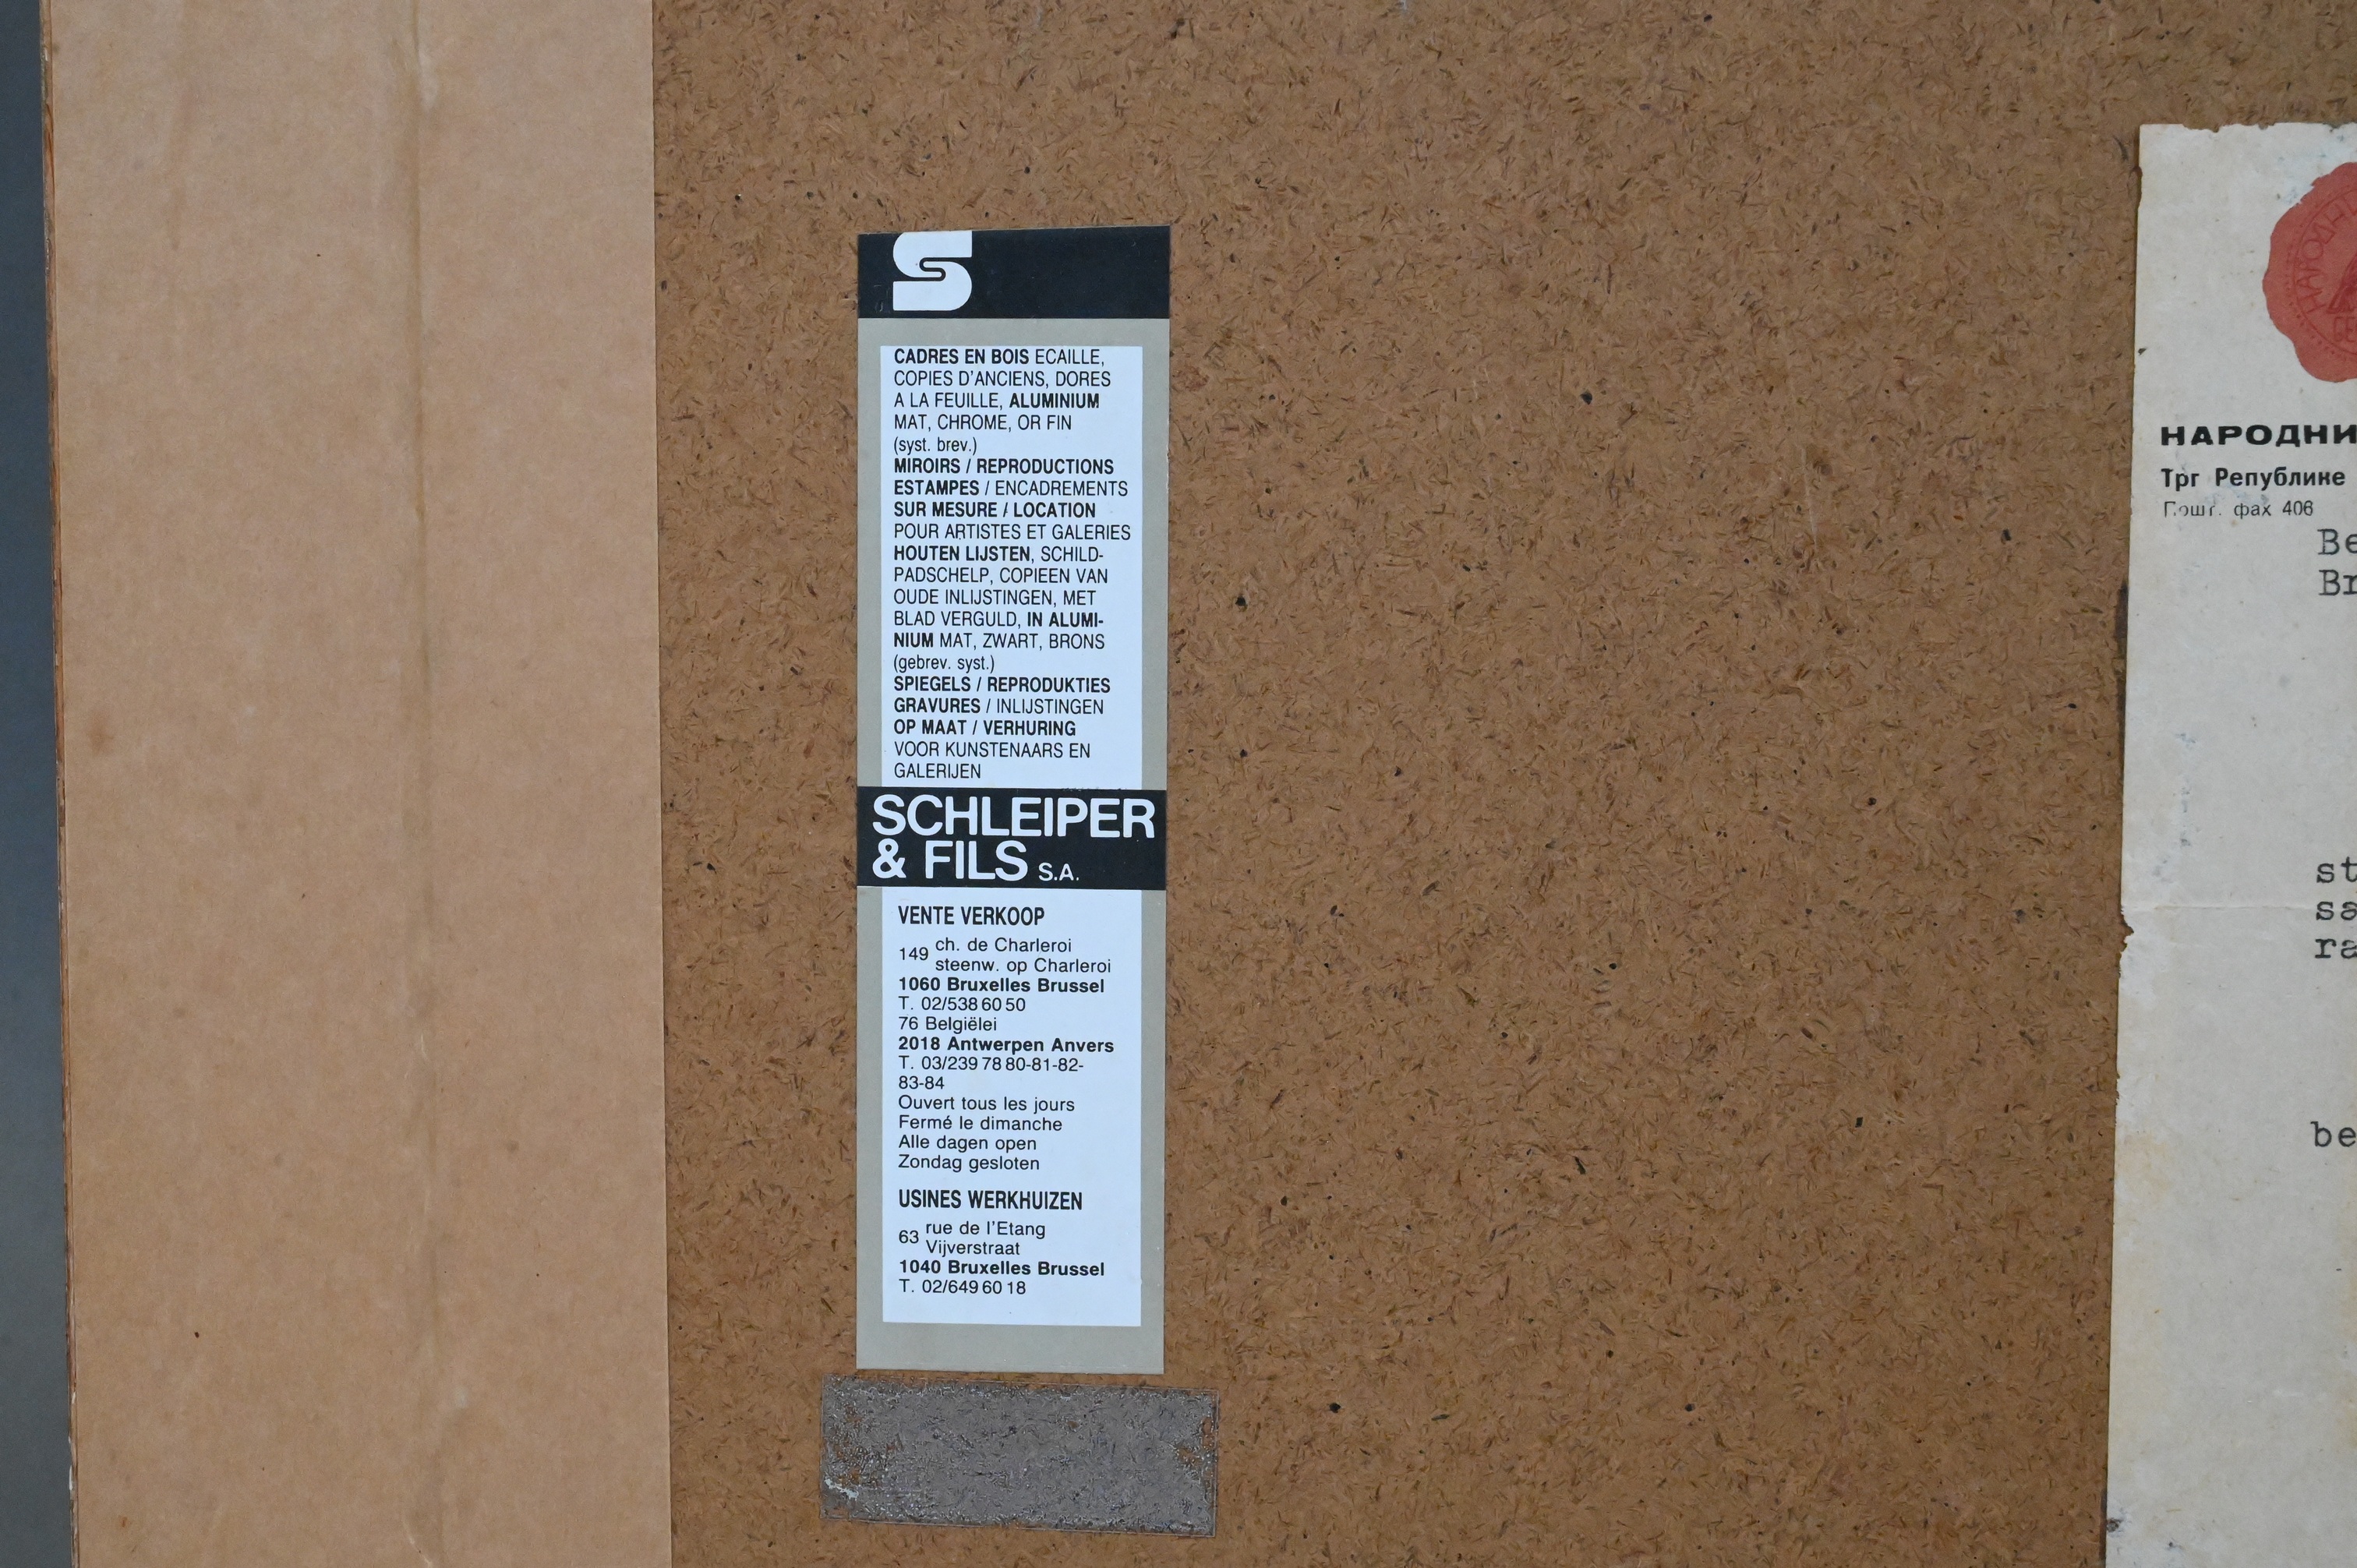 S
CADRES EN BOIS ECAILLE,
COPIES D'ANCIENS, DORES
A LA FEUILLE, ALUMINIUM
MAT, CHROME, OR FIN
(syst. brev.)
MIROIRS / REPRODUCTIONS
ESTAMPES / ENCADREMENTS
SUR MESURE / LOCATION
POUR ARTISTES ET GALERIES
HOUTEN LIJSTEN, SCHILD-
PADSCHELP, COPIEEN VAN
OUDE INLIJSTINGEN, MET
BLAD VERGULD, IN ALUMI-
NIUM MAT, ZWART, BRONS
(gebrev. syst.)
SPIEGELS / REPRODUKTIES
GRAVURES / INLIJSTINGEN
OP MAAT / VERHURING
VOOR KUNSTENAARS EN
GALERIJEN
SCHLEIPER
& FILS S.A.
VENTE VERKOOP
149 ch. de Charleroi
steenw. op Charleroi
1060 Bruxelles Brussel
T. 02/538 60 50
76 Belgiëlei
2018 Antwerpen Anvers
T. 03/239 78 80-81-82-
83-84
Ouvert tous les jours
Fermé le dimanche
Alle dagen open
Zondag gesloten
USINES WERKHUIZEN
63 rue de l'Etang
Vijverstraat
1040 Bruxelles Brussel
T. 02/649 60 18
НАРОДНИ
Трг Републике
Пошт. фах 406
Ве
Br
st
sa
ra
be